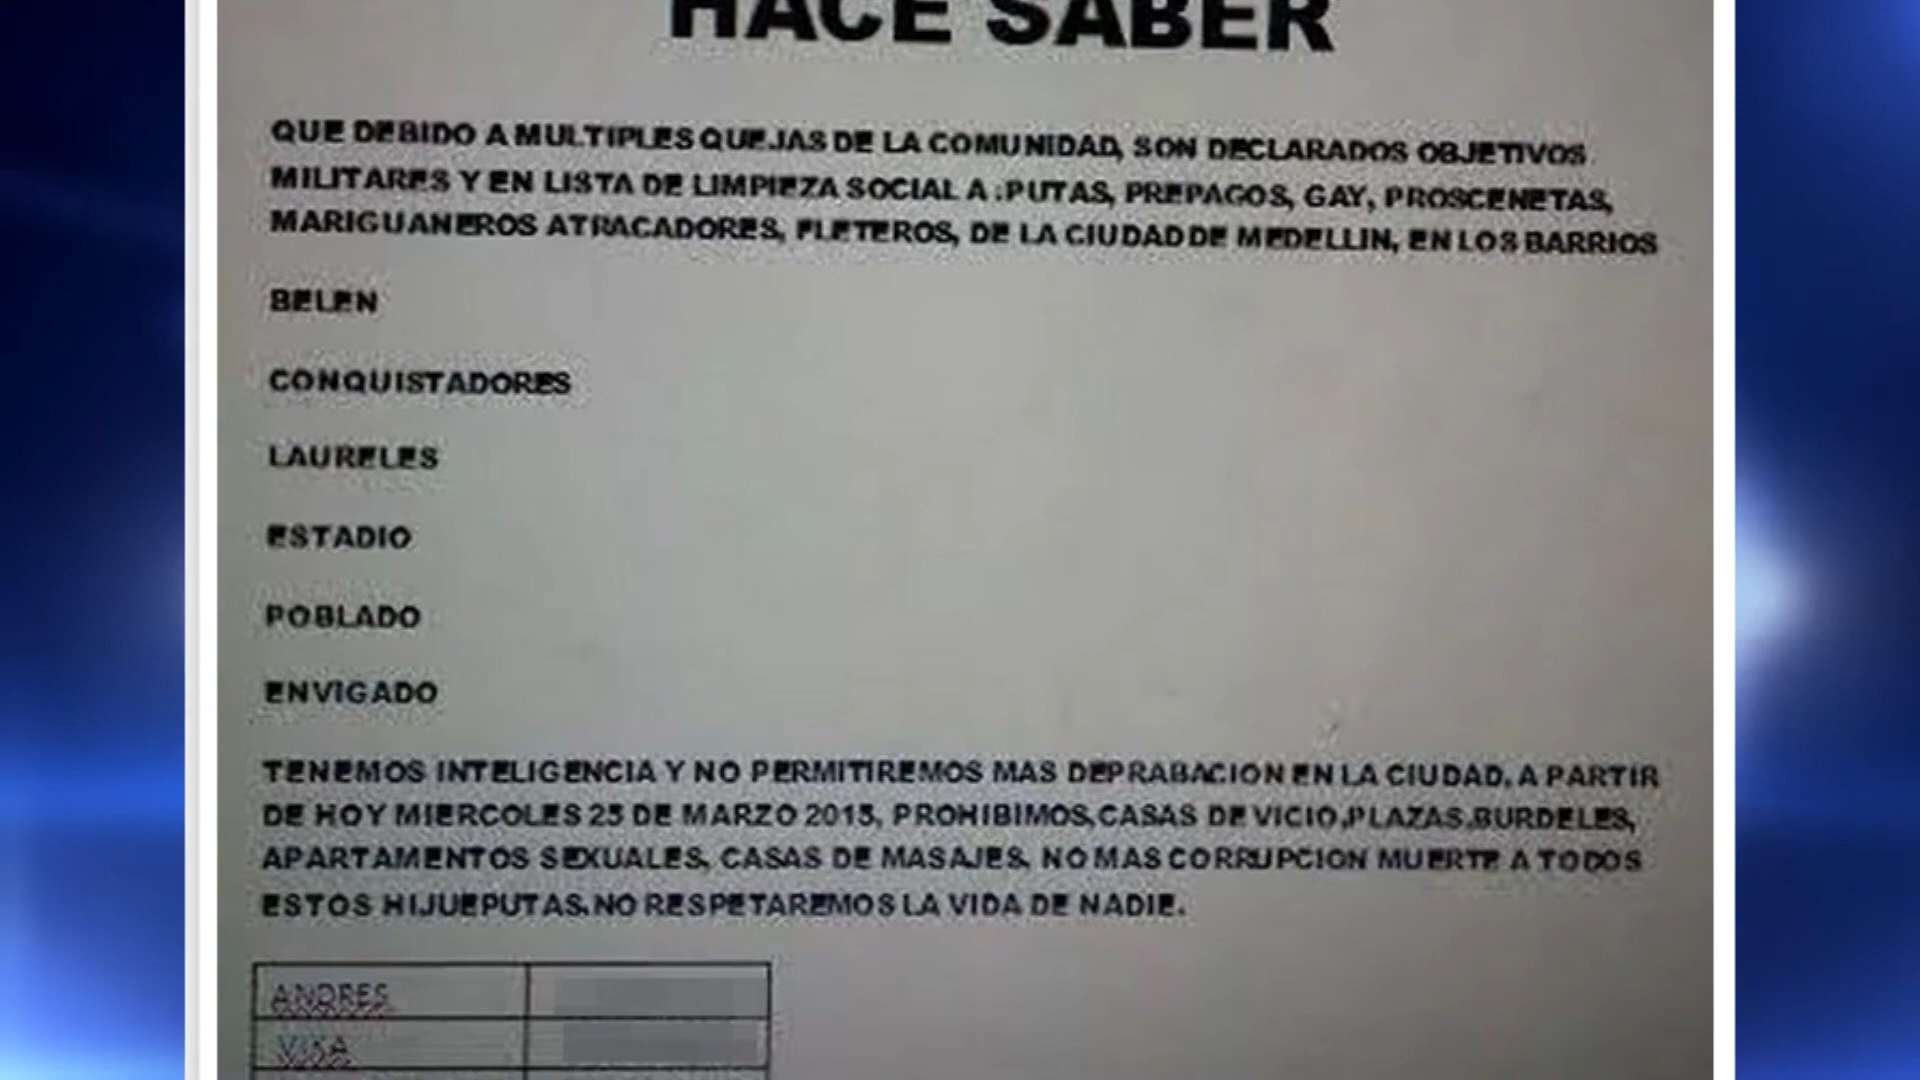 HACE SABER
QUE DEBIDO A MULTIPLES QUEJAS DE LA COMUNIDAD, SON DECLARADOS OBJETIVOS
MILITARES Y EN LISTA DE LIMPIEZA SOCIAL A :PUTAS, PREPAGOS, GAY, PROSCENETAS,
MARIGUANEROS ATRACADORES, FLETEROS, DE LA CIUDAD DE MEDELLIN, EN LOS BARRIOS
BELEN
CONQUISTADORES
LAURELES
ESTADIO
POBLADO
ENVIGADO
TENEMOS INTELIGENCIA Y NO PERMITIREMOS MAS DEPRABACION EN LA CIUDAD. A PARTIR
DE HOY MIERCOLES 25 DE MARZO 2015, PROHIBIMOS,CASAS DE VICIO,PLAZAS,BURDELES,
APARTAMENTOS SEXUALES, CASAS DE MASAJES. NO MAS CORRUPCION MUERTE A TODOS
ESTOS HIJUEPUTAS.NO RESPETAREMOS LA VIDA DE NADIE.
ANDRES